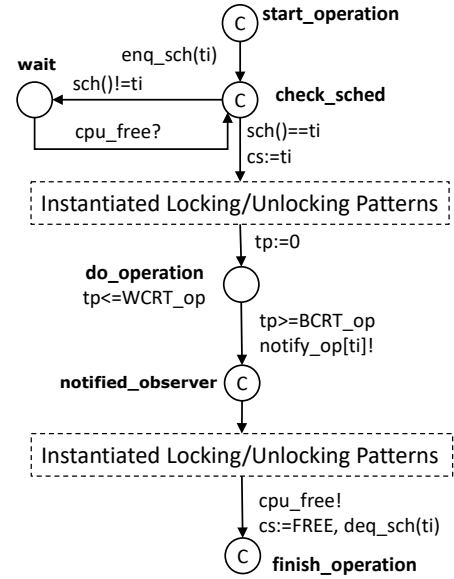 C
start_operation
enq_sch(ti)
wait
sch()!=ti
C
check_sched
cpu_free?
sch()==ti
cs:=ti
Instantiated Locking/Unlocking Patterns
tp:=0
do_operation
tp<=WCRT_op
tp>=BCRT_op
notify_op[ti]!
notified_observer
C
Instantiated Locking/Unlocking Patterns
cpu_free!
cs:=FREE, deq_sch(ti)
C
finish_operation